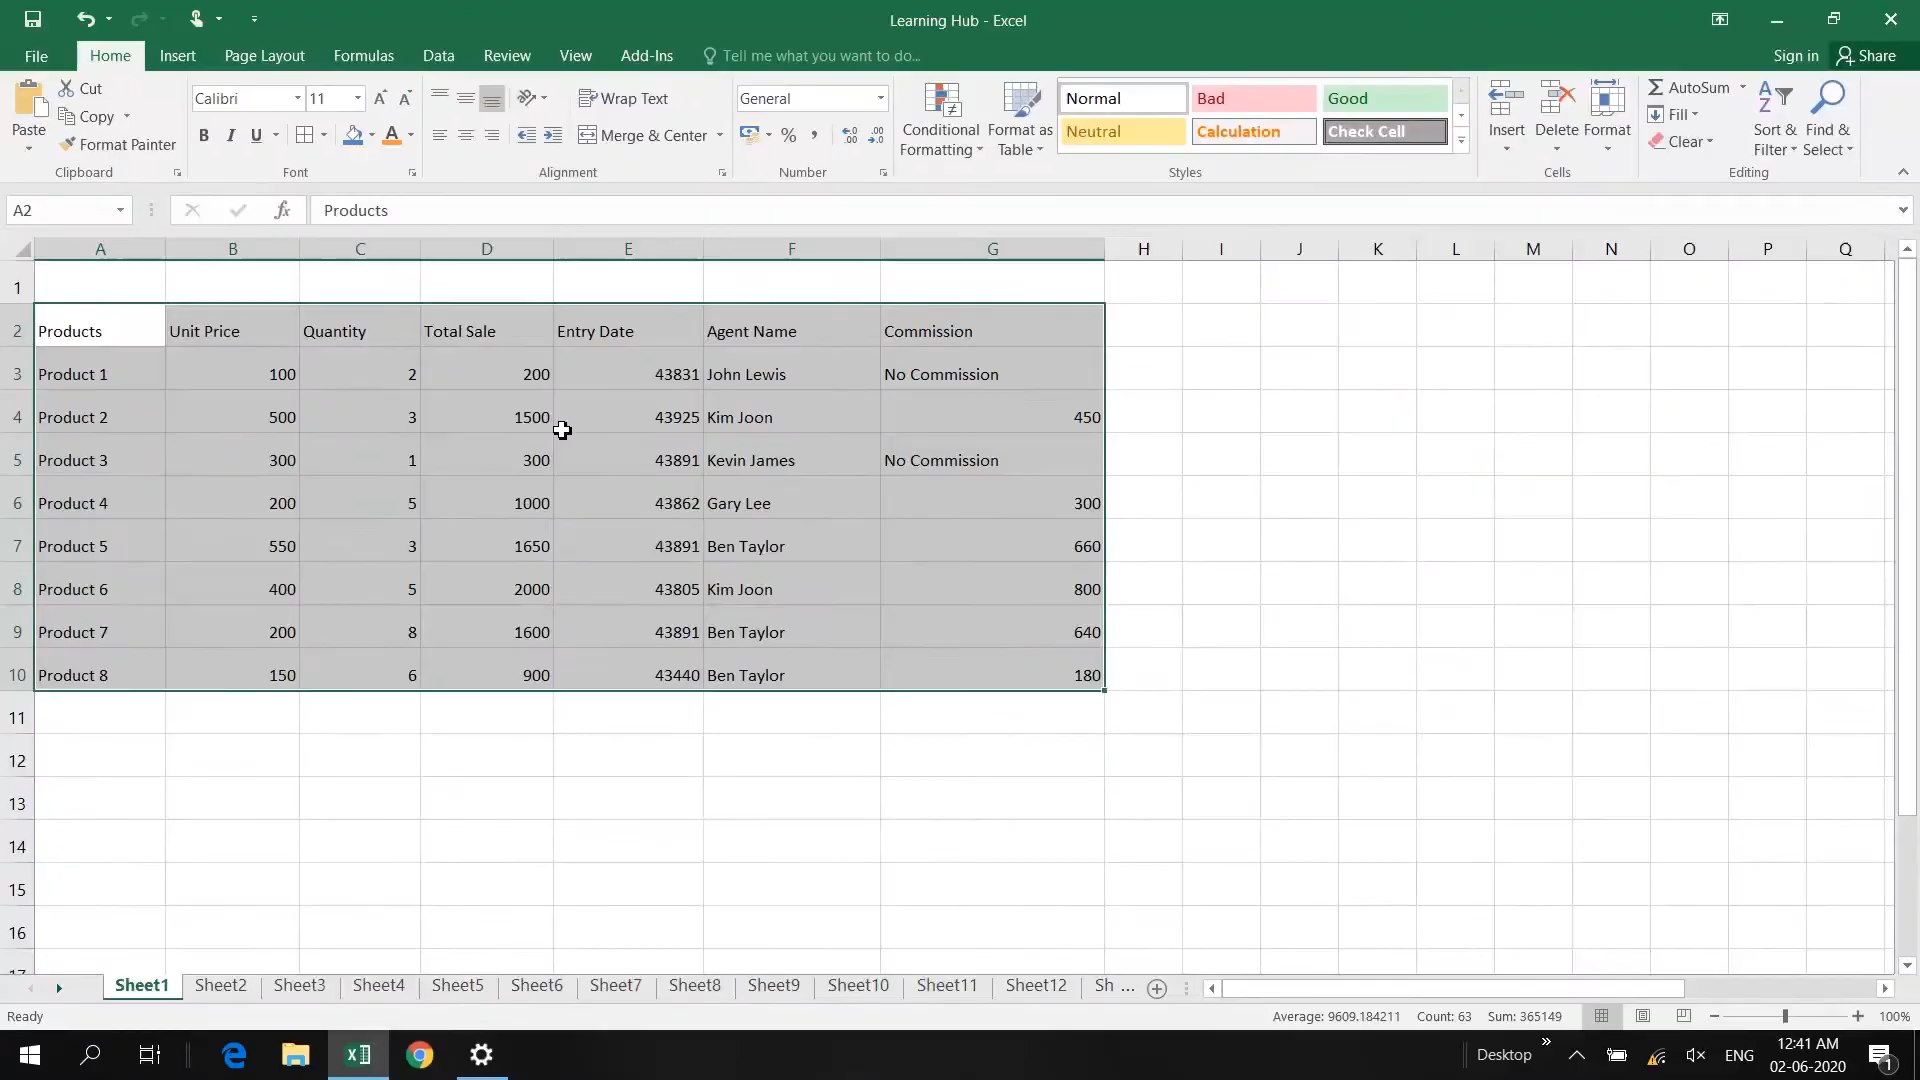 Learning Hub - Excel
File Home Insert Page Layout Formulas Data Review View Add-Ins Tell me what you want to do... Sign in Share
Paste Cut Copy Format Painter Clipboard
Calibri 11 A A B I U A Font
Wrap Text Merge & Center Alignment
General % , .0 .00 Number
Conditional Formatting Format as Table
Normal Bad Good
Neutral Calculation Check Cell
Styles
Insert Delete Format Cells
AutoSum Fill Clear Sort & Filter Find & Select Editing
A2 fx Products
A B C D E F G H I J K L M N O P Q
1
2 Products Unit Price Quantity Total Sale Entry Date Agent Name Commission
3 Product 1 100 2 200 43831 John Lewis No Commission
4 Product 2 500 3 1500 43925 Kim Joon 450
5 Product 3 300 1 300 43891 Kevin James No Commission
6 Product 4 200 5 1000 43862 Gary Lee 300
7 Product 5 550 3 1650 43891 Ben Taylor 660
8 Product 6 400 5 2000 43805 Kim Joon 800
9 Product 7 200 8 1600 43891 Ben Taylor 640
10 Product 8 150 6 900 43440 Ben Taylor 180
11
12
13
14
15
16
17
Sheet1 Sheet2 Sheet3 Sheet4 Sheet5 Sheet6 Sheet7 Sheet8 Sheet9 Sheet10 Sheet11 Sheet12 Sh ...
Ready Average: 9609.184211 Count: 63 Sum: 365149 100%
Desktop ENG 12:41 AM
02-06-2020 1